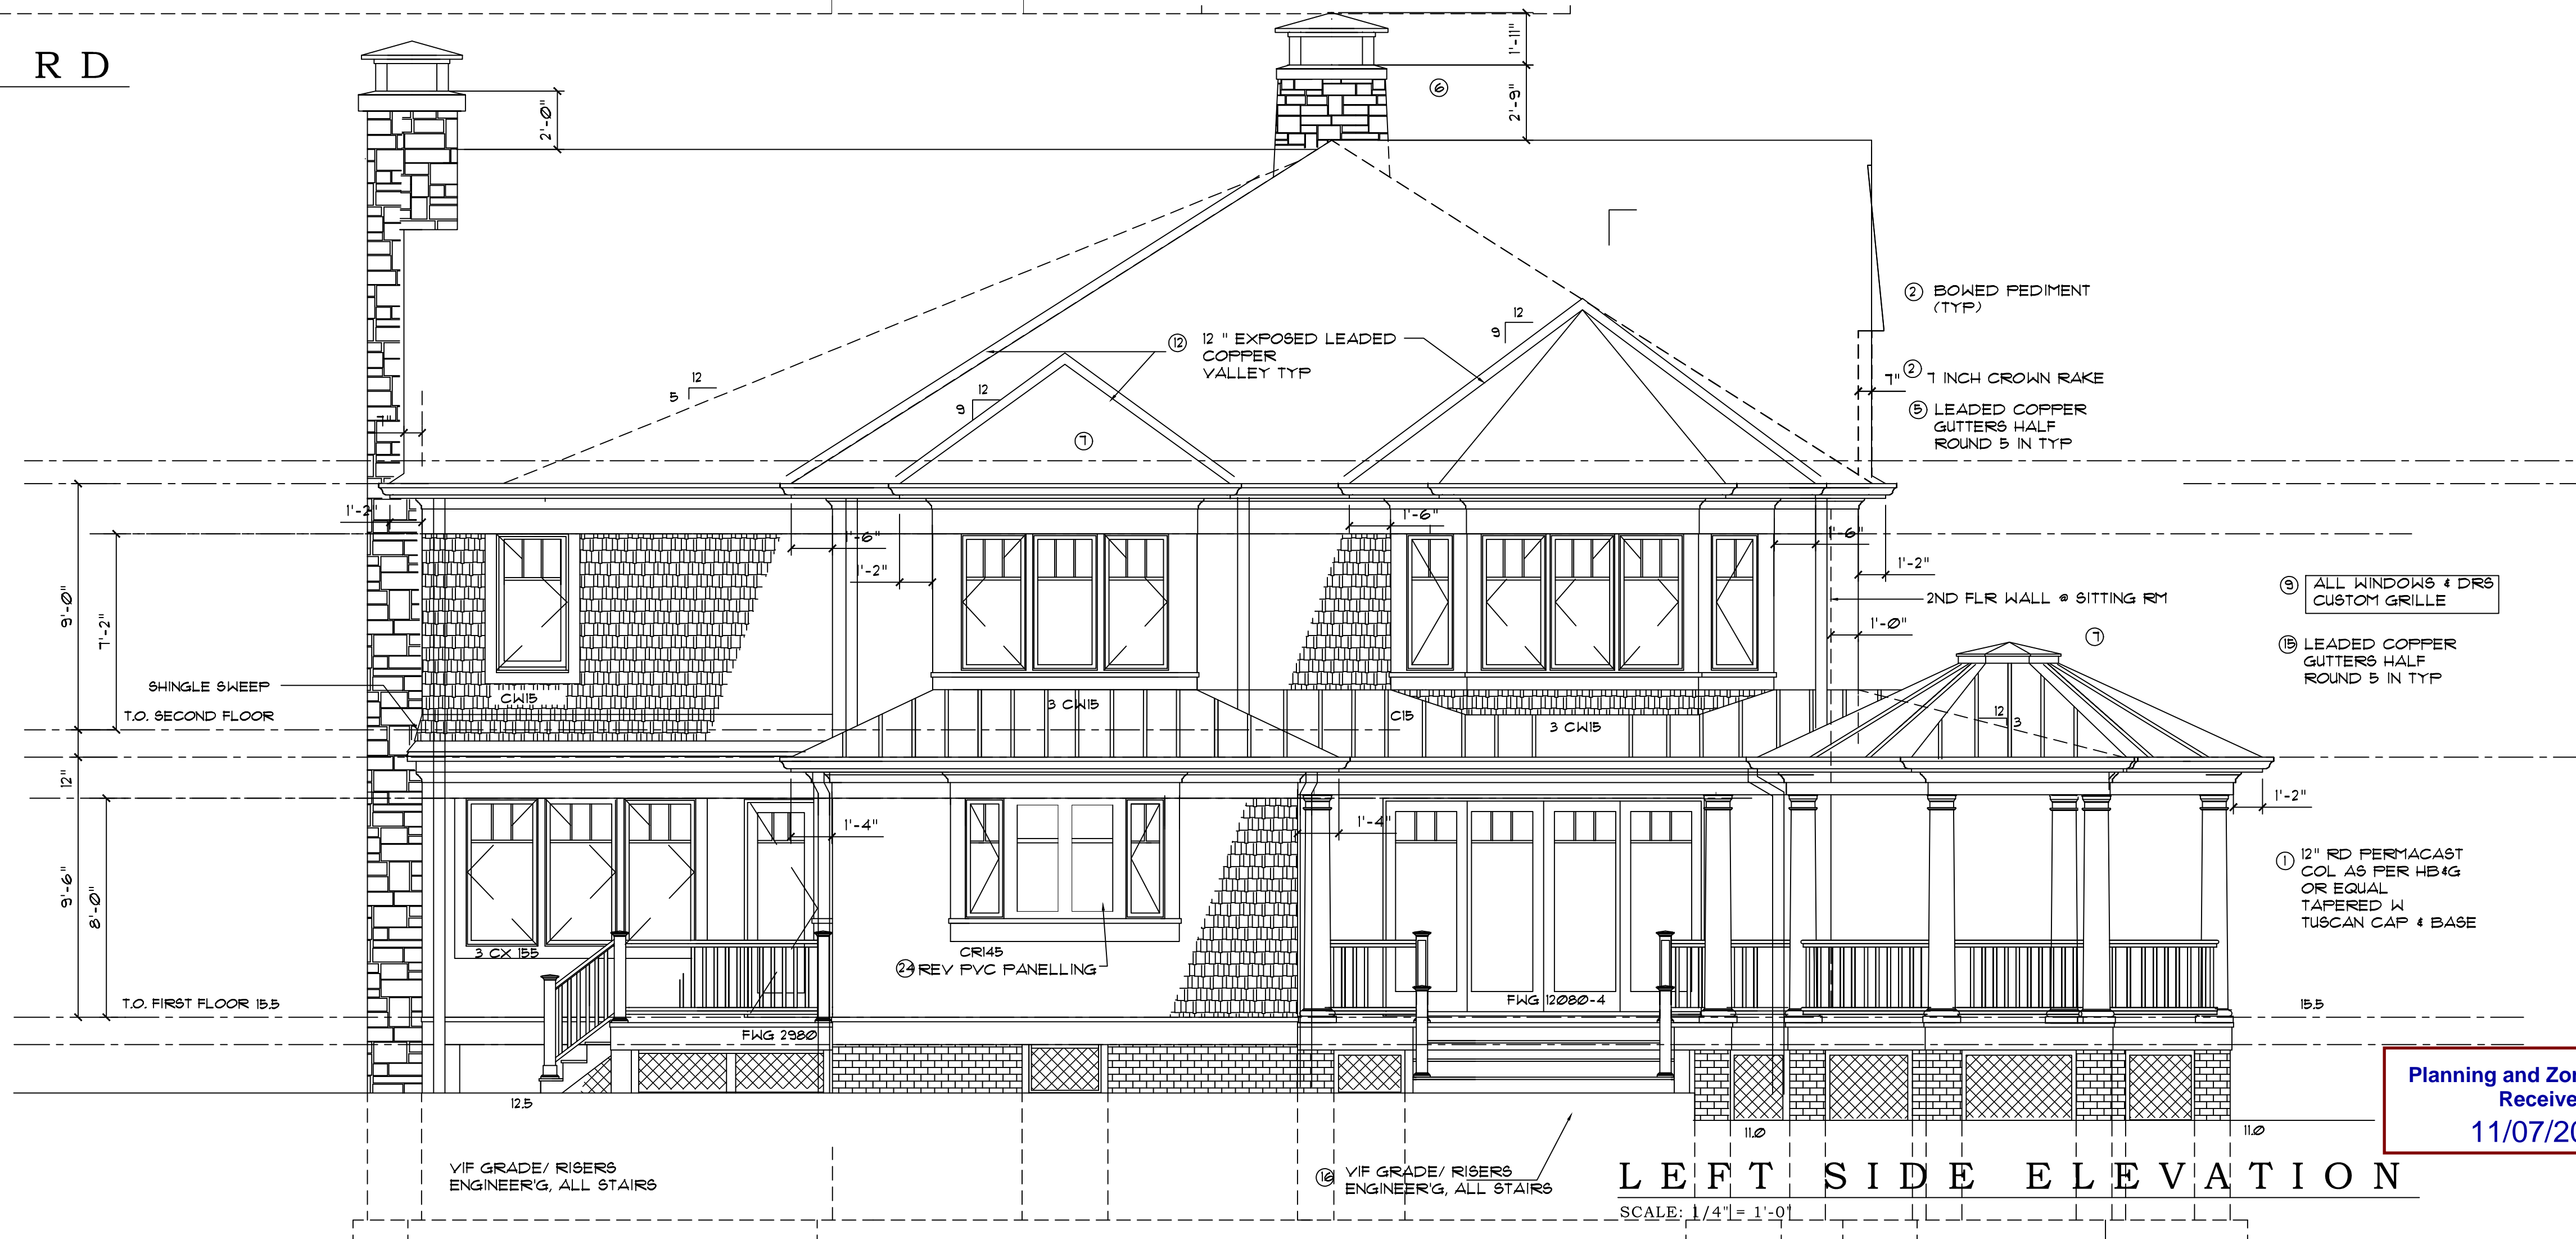 R D
1'-11"
2'-9"
6
2'-0"
2 BOWED PEDIMENT
(TYP)
12
9
12 12 " EXPOSED LEADED
COPPER
VALLEY TYP
12
5
12
9
7"
2 7 INCH CROWN RAKE
5 LEADED COPPER
GUTTERS HALF
ROUND 5 IN TYP
7"
7
1'-2"
1'-6"
1'-2"
1'-6"
1'-6"
1'-2"
9'-0"
7'-2"
2ND FLR WALL @ SITTING RM
9 ALL WINDOWS & DRS
CUSTOM GRILLE
1'-0"
7
15 LEADED COPPER
GUTTERS HALF
ROUND 5 IN TYP
SHINGLE SWEEP
CW15
3 CW15
C15
3 CW15
T.O. SECOND FLOOR
12
3
12"
1'-2"
1'-4"
1'-4"
9'-6"
8'-0"
1 12" RD PERMACAST
COL AS PER HB&G
OR EQUAL
TAPERED W
TUSCAN CAP & BASE
3 CX 155
CR145
24 REV PVC PANELLING
T.O. FIRST FLOOR 15.5
FWG 12080-4
15.5
FWG 2980
12.5
11.0
11.0
Planning and Zon
Receive
11/07/20
VIF GRADE/ RISERS
ENGINEER'G, ALL STAIRS
16 VIF GRADE/ RISERS
ENGINEER'G, ALL STAIRS
LEFT SIDE ELEVATION
SCALE: 1/4" = 1'-0"